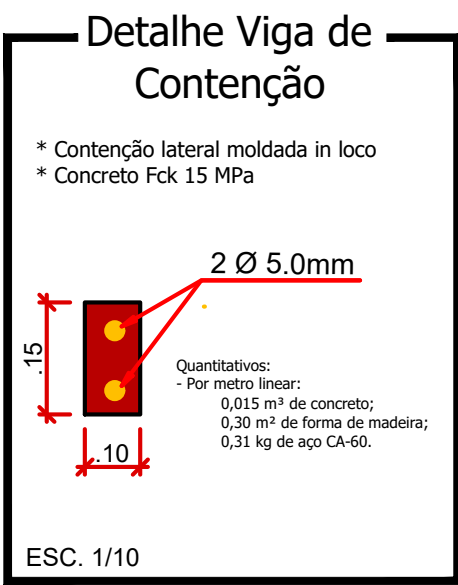 Detalhe Viga de
Contenção
* Contenção lateral moldada in loco
* Concreto Fck 15 MPa
2 Ø 5.0mm
.15
Quantitativos:
- Por metro linear:
0,015 m³ de concreto;
0,30 m² de forma de madeira;
0,31 kg de aço CA-60.
.10
ESC. 1/10